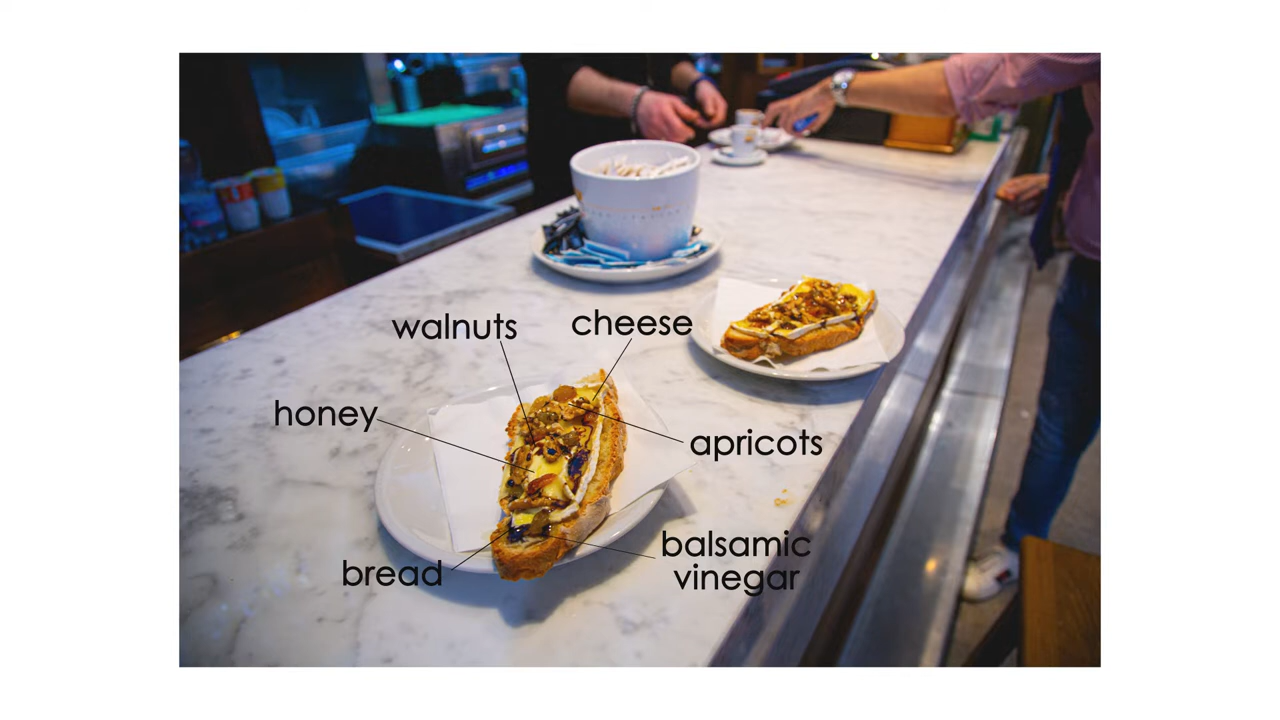 walnuts
cheese
honey
apricots
balsamic
vinegar
bread